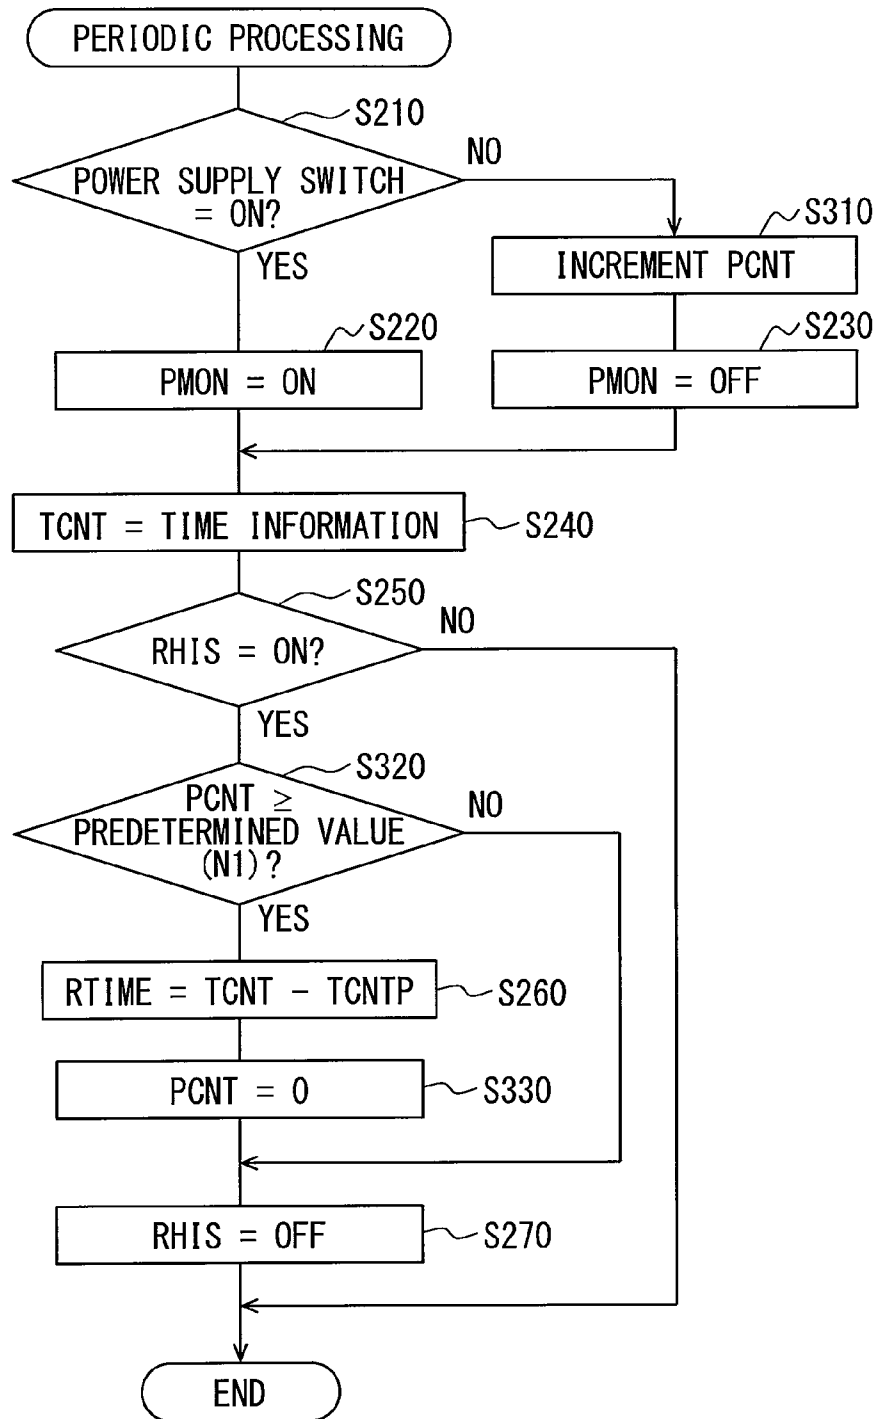 PERIODIC PROCESSING
S210
POWER SUPPLY SWITCH
= ON?
NO
YES
S310
INCREMENT PCNT
S220
PMON = ON
S230
PMON = OFF
TCNT = TIME INFORMATION
S240
S250
RHIS = ON?
NO
YES
S320
PCNT ≥
PREDETERMINED VALUE
(N1)?
NO
YES
RTIME = TCNT - TCNTP
S260
PCNT = 0
S330
RHIS = OFF
S270
END